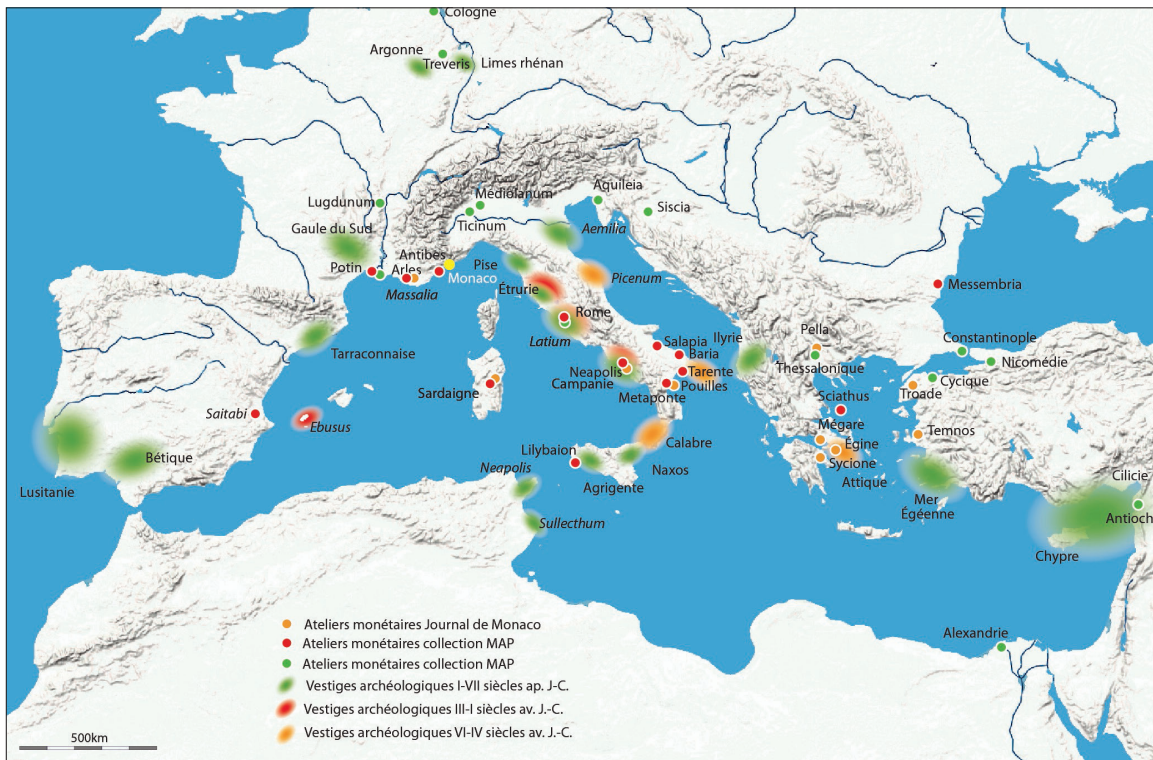 Cologne
Argonne
Treveris
Limes rhénan
Lugdunum
Médiolanum
Aquileia
Siscia
Ticinum
Gaule du Sud
Aemilia
Antibes
Pise
Potin
Arles
Monaco
Picenum
Massalia
Étrurie
Messembria
Rome
Latium
Salapia
Ilyrie
Pella
Constantinople
Tarraconnaise
Baria
Thessalonique
Nicomédie
Neapolis
Tarente
Cycique
Campanie
Pouilles
Sardaigne
Troade
Metaponte
Sciathus
Saitabi
Ebusus
Mégare
Temnos
Calabre
Égine
Lilybaion
Bétique
Sycione
Neapolis
Naxos
Attique
Cilicie
Lusitanie
Agrigente
Mer
Égéenne
Antioch
Sullecthum
Chypre
Alexandrie
Ateliers monétaires Journal de Monaco
Ateliers monétaires collection MAP
Ateliers monétaires collection MAP
Vestiges archéologiques I-VII siècles ap. J-C.
Vestiges archéologiques III-I siècles av. J.-C.
Vestiges archéologiques VI-IV siècles av. J.-C.
500km